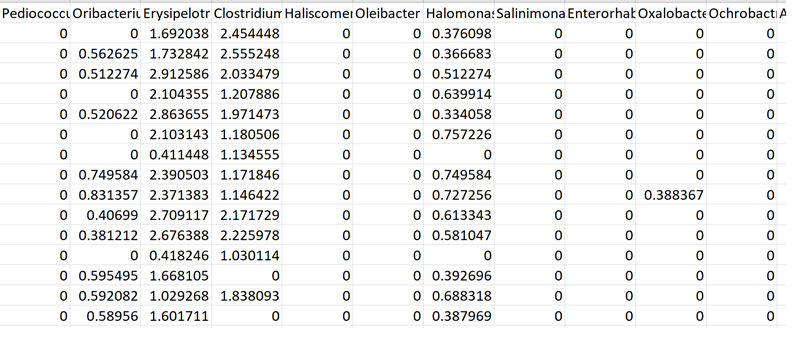 Pediococcu Oribacteriu Erysipelotr Clostridium Haliscomer Oleibacter Halomonas Salinimona Enterorhab Oxalobacte Ochrobactr A
0 0 1.692038 2.454448 0 0 0.376098 0 0 0 0
0 0.562625 1.732842 2.555248 0 0 0.366683 0 0 0 0
0 0.512274 2.912586 2.033479 0 0 0.512274 0 0 0 0
0 0 2.104355 1.207886 0 0 0.639914 0 0 0 0
0 0.520622 2.863655 1.971473 0 0 0.334058 0 0 0 0
0 0 2.103143 1.180506 0 0 0.757226 0 0 0 0
0 0 0.411448 1.134555 0 0 0 0 0 0 0
0 0.749584 2.390503 1.171846 0 0 0.749584 0 0 0 0
0 0.831357 2.371383 1.146422 0 0 0.727256 0 0 0.388367 0
0 0.40699 2.709117 2.171729 0 0 0.613343 0 0 0 0
0 0.381212 2.676388 2.225978 0 0 0.581047 0 0 0 0
0 0 0.418246 1.030114 0 0 0 0 0 0 0
0 0.595495 1.668105 0 0 0 0.392696 0 0 0 0
0 0.592082 1.029268 1.838093 0 0 0.688318 0 0 0 0
0 0.58956 1.601711 0 0 0 0.387969 0 0 0 0